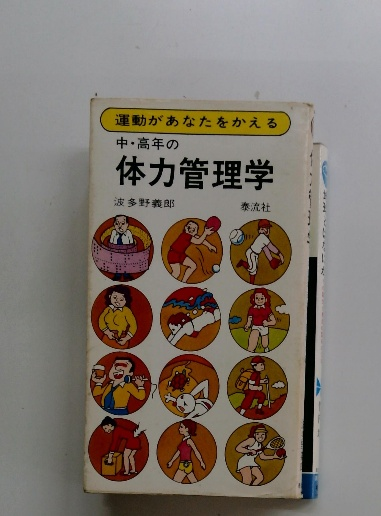 運動があなたをかえる
中・高年の
体力管理学
波多野義郎
泰流社